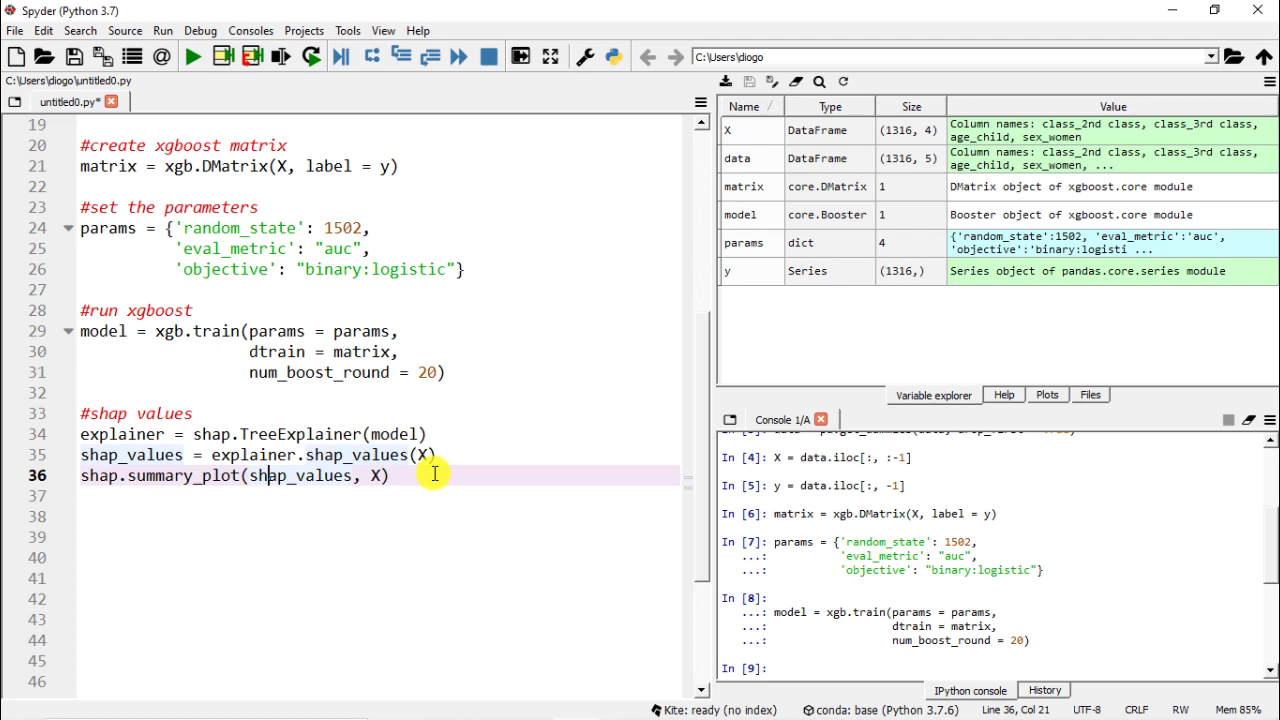 Spyder (Python 3.7)
File Edit Search Source Run Debug Consoles Projects Tools View Help
C:\Users\diogo
C:\Users\diogo\untitled0.py
untitled0.py*
19
20 #create xgboost matrix
21 matrix = xgb.DMatrix(X, label = y)
22
23 #set the parameters
24 params = {'random_state': 1502,
25 'eval_metric': "auc",
26 'objective': "binary:logistic"}
27
28 #run xgboost
29 model = xgb.train(params = params,
30 dtrain = matrix,
31 num_boost_round = 20)
32
33 #shap values
34 explainer = shap.TreeExplainer(model)
35 shap_values = explainer.shap_values(X)
36 shap.summary_plot(shap_values, X)
37
38
39
40
41
42
43
44
45
46
Name Type Size Value
X DataFrame (1316, 4) Column names: class_2nd class, class_3rd class,
age_child, sex_women
data DataFrame (1316, 5) Column names: class_2nd class, class_3rd class,
age_child, sex_women, ...
matrix core.DMatrix 1 DMatrix object of xgboost.core module
model core.Booster 1 Booster object of xgboost.core module
params dict 4 {'random_state':1502, 'eval_metric':'auc',
'objective':'binary:logisti ...
y Series (1316,) Series object of pandas.core.series module
Variable explorer Help Plots Files
Console 1/A
In [4]: X = data.iloc[:, :-1]
In [5]: y = data.iloc[:, -1]
In [6]: matrix = xgb.DMatrix(X, label = y)
In [7]: params = {'random_state': 1502,
...: 'eval_metric': "auc",
...: 'objective': "binary:logistic"}
In [8]:
...: model = xgb.train(params = params,
...: dtrain = matrix,
...: num_boost_round = 20)
In [9]:
IPython console History
Kite: ready (no index) conda: base (Python 3.7.6) Line 36, Col 21 UTF-8 CRLF RW Mem 85%